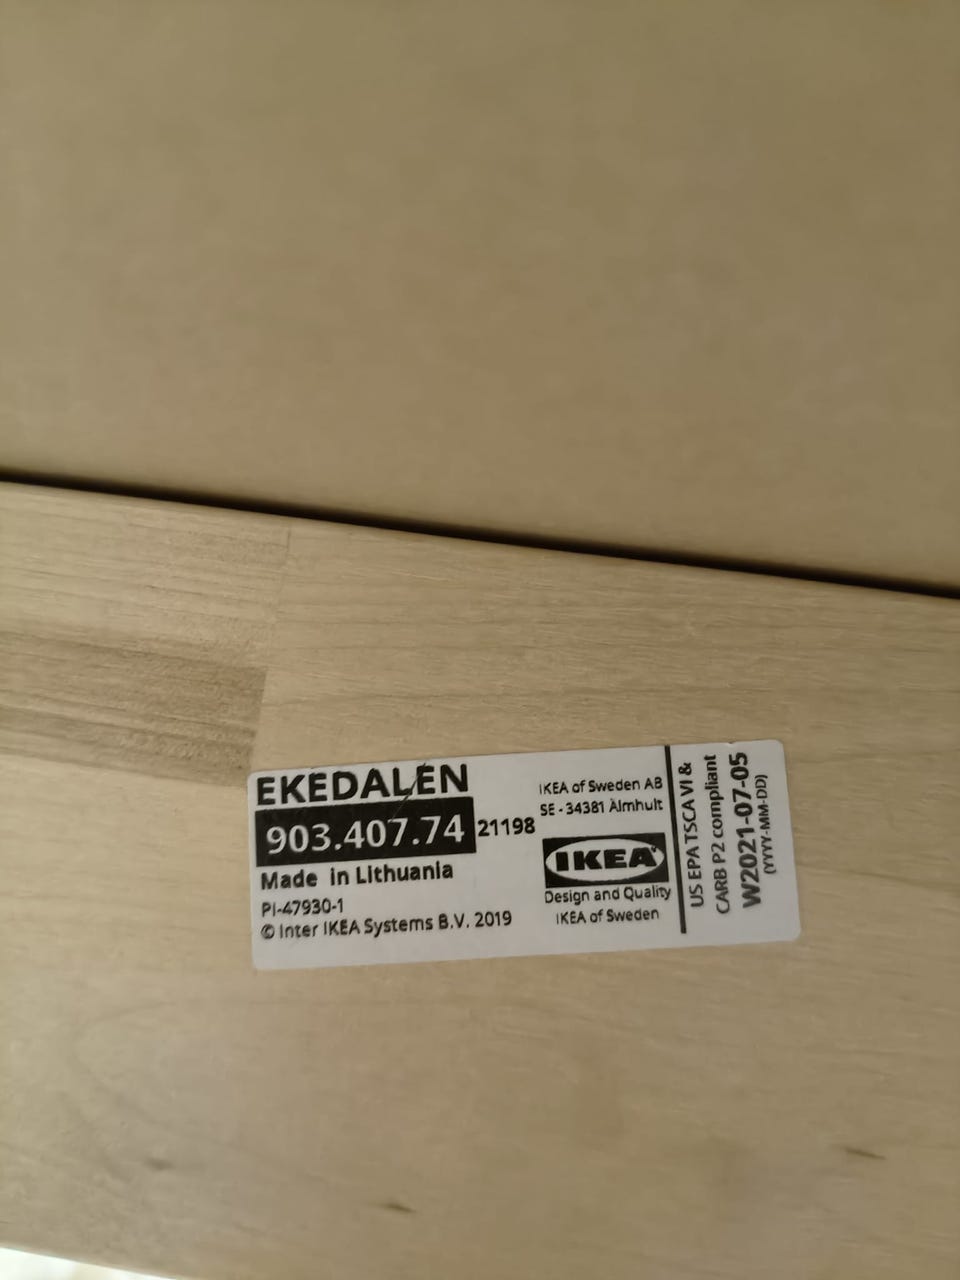 EKEDALEN
903.407.74 21198
Made in Lithuania
PI-47930-1
© Inter IKEA Systems B.V. 2019
IKEA of Sweden AB
SE - 34381 Älmhult
IKEA
Design and Quality
IKEA of Sweden
US EPA TSCA VI &
CARB P2 compliant
W2021-07-05
(YYYY-MM-DD)